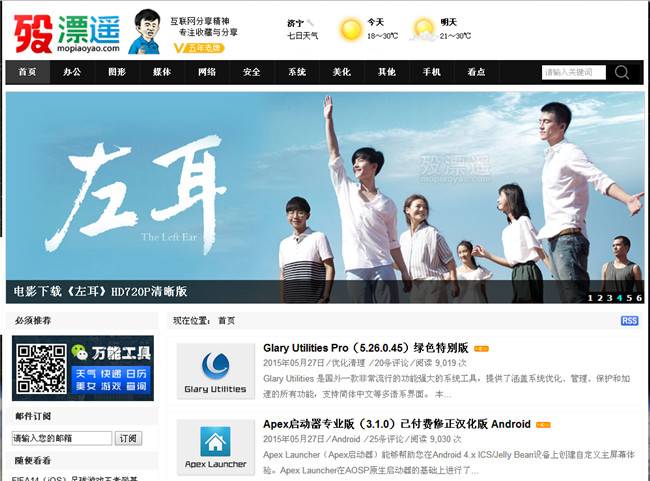 殁漂遥
mopiaoyao.com
互联网分享精神
专注收藏与分享
五年老牌
济宁
七日天气
今天
18～30℃
明天
21～30℃
首页 办公 图形 媒体 网络 安全 系统 美化 其他 手机 看点
请输入关键词
殁漂遥
mopiaoyao.com
左耳
The Left Ear
电影下载《左耳》HD720P清晰版
1 2 3 4 5 6
必须推荐
万能工具
天气 快递 日历
美女 游戏 查询
邮件订阅
请输入您的邮箱 订阅
随便看看
FIFA14（iOS）足球游戏王者荣基
现在位置： 首页
RSS
Glary Utilities
Glary Utilities Pro（5.26.0.45）绿色特别版
2015年05月27日 ⁄ 优化清理 ⁄ 20条评论 ⁄ 阅读 9,019 次
Glary Utilities 是国外一款非常流行的功能强大的系统工具，提供了涵盖系统优化、管理、保护和加
速的所有功能，支持简体中文等多语系界面。 本...
Apex Launcher
Apex启动器专业版（3.1.0）已付费修正汉化版 Android
2015年05月27日 ⁄ Android ⁄ 25条评论 ⁄ 阅读 9,030 次
Apex Launcher（Apex启动器）能够帮助您在Android 4.x ICS/Jelly Bean设备上创建自定义主屏幕体
验。Apex Launcher在AOSP原生启动器的基础上进行了...